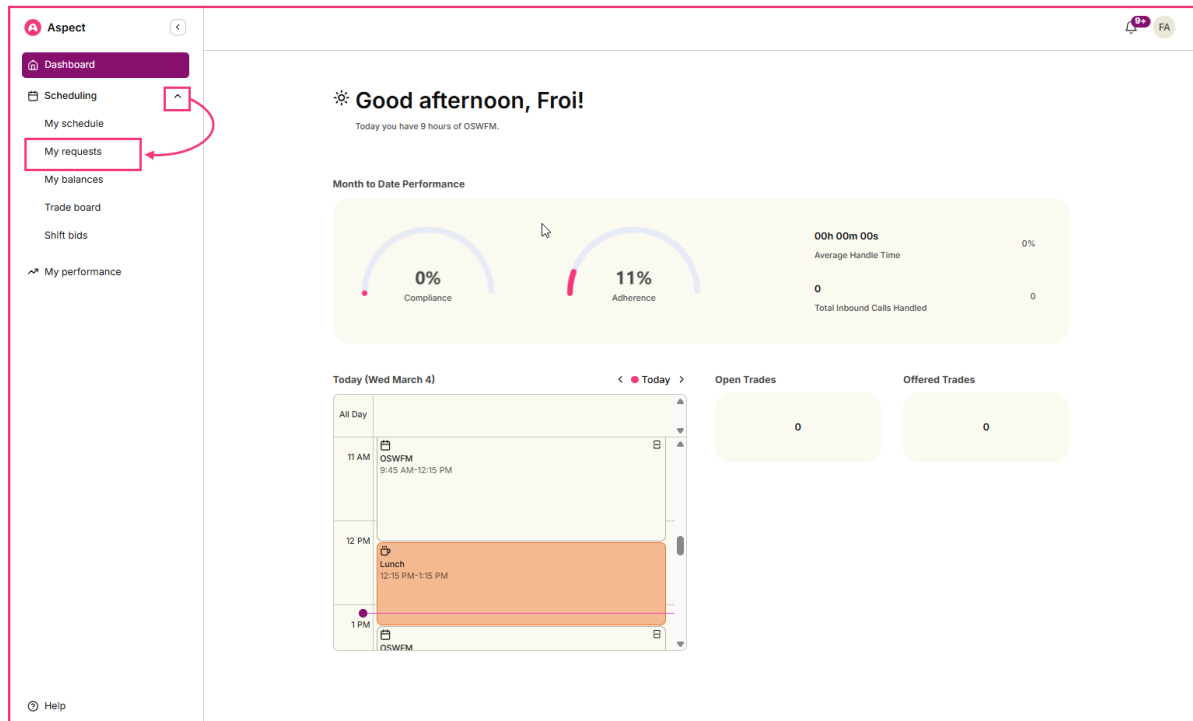 Aspect
9+
FA
Dashboard
Scheduling
My schedule
My requests
My balances
Trade board
Shift bids
My performance
Help
Good afternoon, Froi!
Today you have 9 hours of OSWFM.
Month to Date Performance
0%
Compliance
11%
Adherence
00h 00m 00s
Average Handle Time
0%
0
Total Inbound Calls Handled
0
Today (Wed March 4)
Today
All Day
11 AM
OSWFM
9:45 AM-12:15 PM
12 PM
Lunch
12:15 PM-1:15 PM
1 PM
OSWFM
Open Trades
0
Offered Trades
0